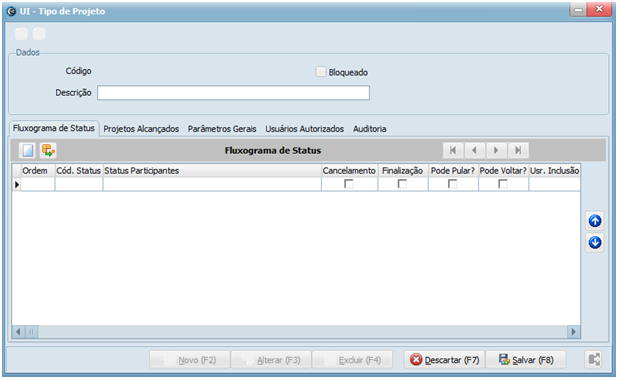 UI - Tipo de Projeto
Dados
Código
Bloqueado
Descrição
Fluxograma de Status Projetos Alcançados Parâmetros Gerais Usuários Autorizados Auditoria
Fluxograma de Status
Ordem Cód. Status Status Participantes Cancelamento Finalização Pode Pular? Pode Voltar? Usr. Inclusão
Novo (F2) Alterar (F3) Excluir (F4) Descartar (F7) Salvar (F8)